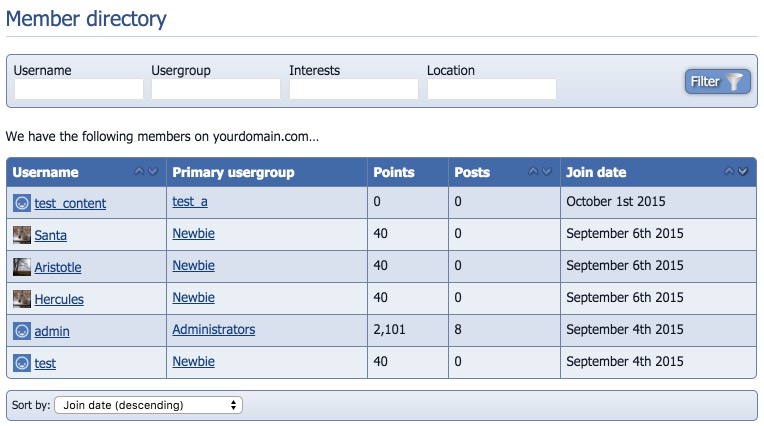 Member directory
Username Usergroup Interests Location
Filter
We have the following members on yourdomain.com...
Username Primary usergroup Points Posts Join date
test_content test_a 0 0 October 1st 2015
Santa Newbie 40 0 September 6th 2015
Aristotle Newbie 40 0 September 6th 2015
Hercules Newbie 40 0 September 6th 2015
admin Administrators 2,101 8 September 4th 2015
test Newbie 40 0 September 4th 2015
Sort by: Join date (descending)